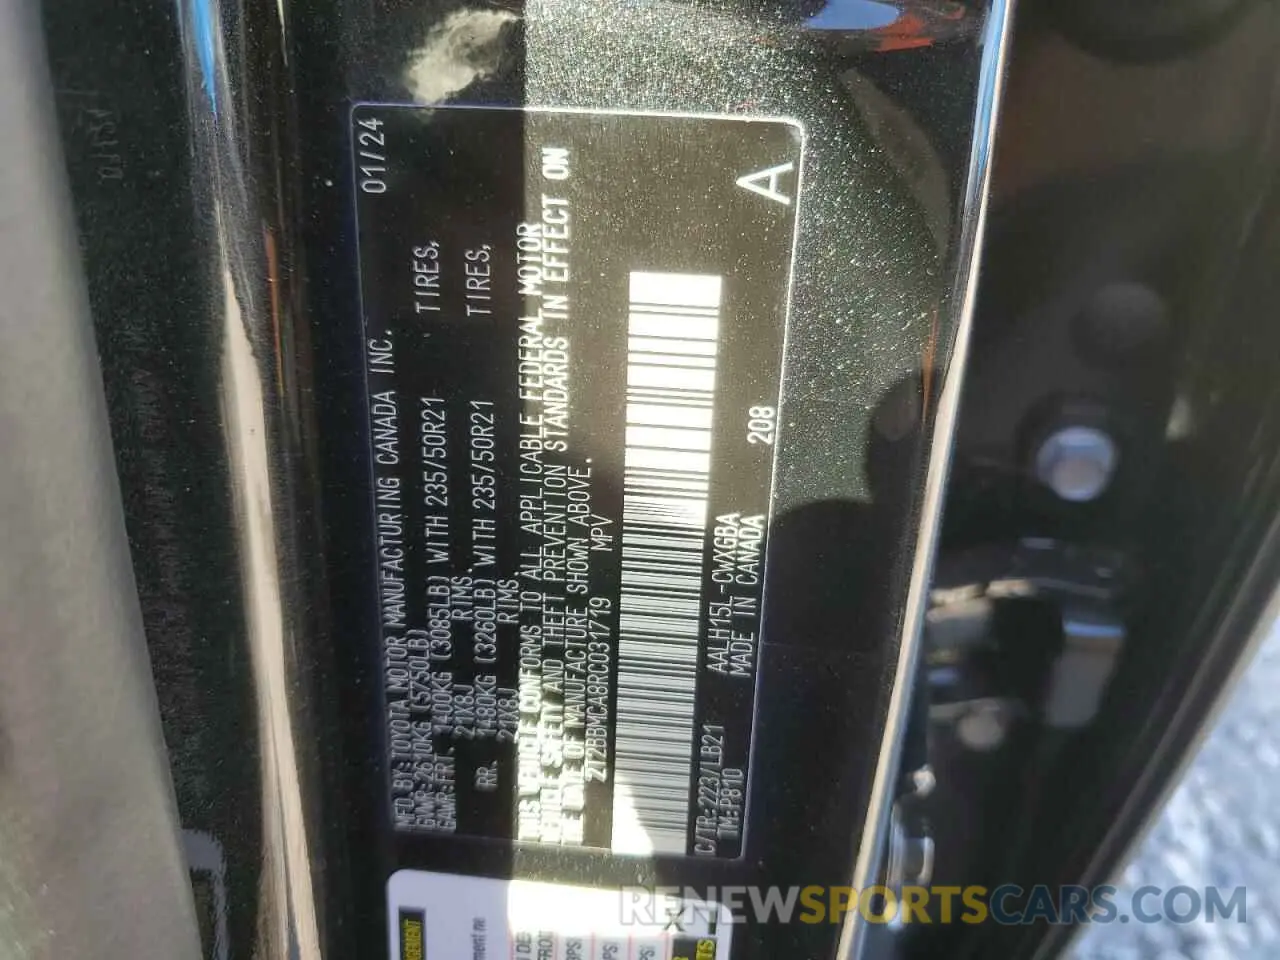 MFD BY: TOYOTA MOTOR MANUFACTURING CANADA INC. 01/24
GVWR: 2610KG (5750LB)
GAWR: FRT. 1400KG (3085LB) WITH 235/50R21 TIRES,
21X8J RIMS.
RR. 1480KG (3260LB) WITH 235/50R21 TIRES,
21X8J RIMS.
THIS VEHICLE CONFORMS TO ALL APPLICABLE FEDERAL MOTOR
VEHICLE SAFETY AND THEFT PREVENTION STANDARDS IN EFFECT ON
THE DATE OF MANUFACTURE SHOWN ABOVE.
2T2BBMCA8RC031719 MPV
C/TR: 223/LB21 AALH15L-CWXGBA
TM: P810 MADE IN CANADA 208
A
RENEWSPORTSCARS.COM